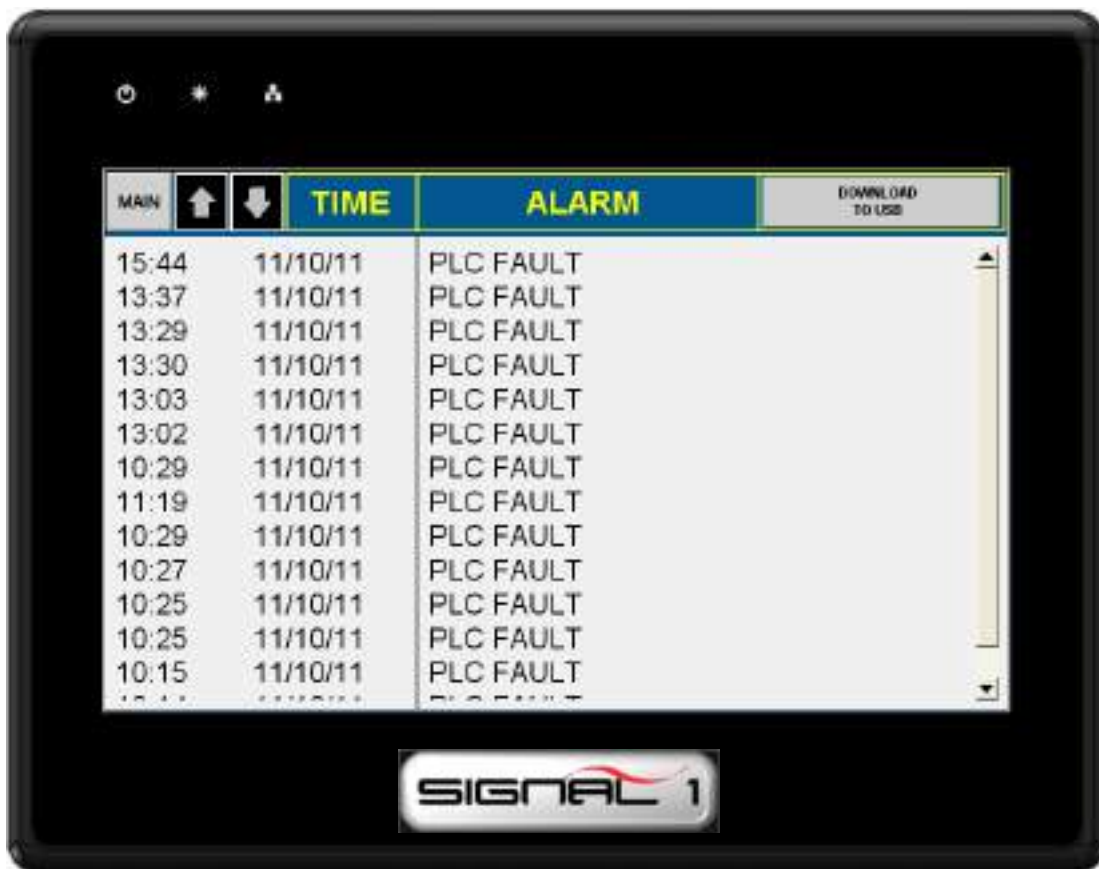 MAIN TIME ALARM DOWNLOAD
TO USB
15:44 11/10/11 PLC FAULT
13:37 11/10/11 PLC FAULT
13:29 11/10/11 PLC FAULT
13:30 11/10/11 PLC FAULT
13:03 11/10/11 PLC FAULT
13:02 11/10/11 PLC FAULT
10:29 11/10/11 PLC FAULT
11:19 11/10/11 PLC FAULT
10:29 11/10/11 PLC FAULT
10:27 11/10/11 PLC FAULT
10:25 11/10/11 PLC FAULT
10:25 11/10/11 PLC FAULT
10:15 11/10/11 PLC FAULT
SIGNAL 1